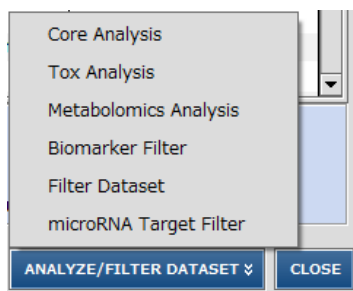 Core Analysis
Tox Analysis
Metabolomics Analysis
Biomarker Filter
Filter Dataset
microRNA Target Filter
ANALYZE/FILTER DATASET CLOSE